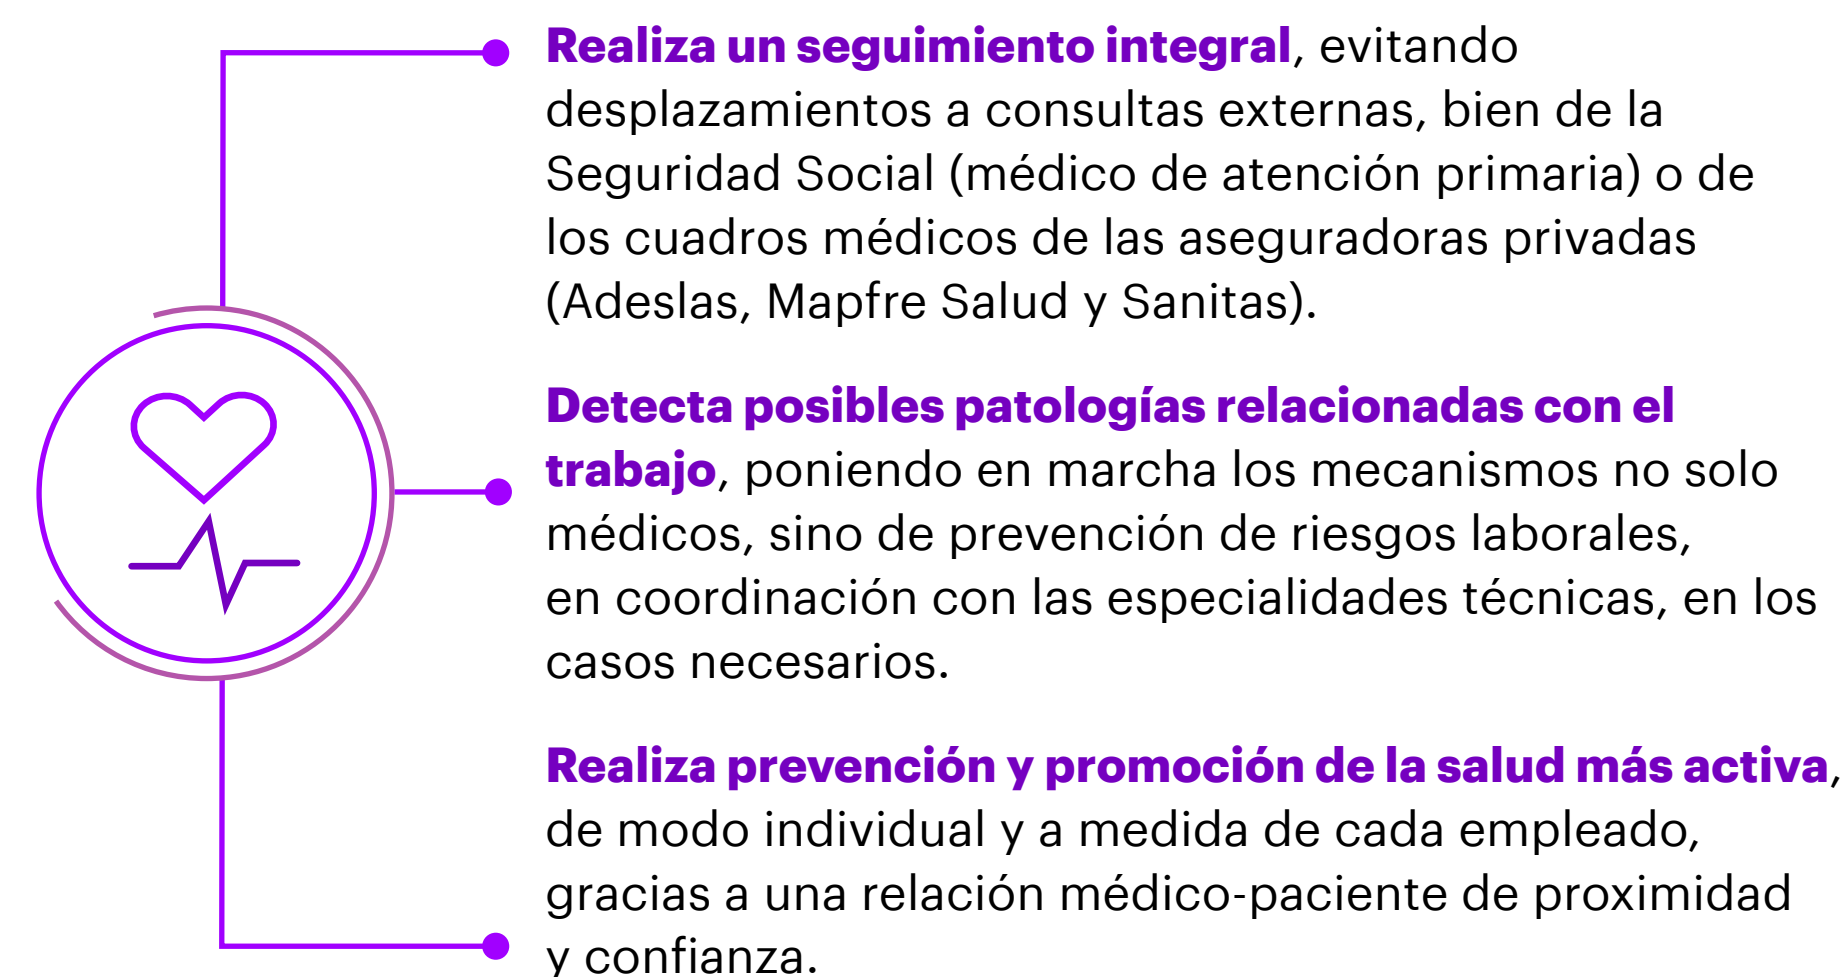 Realiza un seguimiento integral, evitando
desplazamientos a consultas externas, bien de la
Seguridad Social (médico de atención primaria) o de
los cuadros médicos de las aseguradoras privadas
(Adeslas, Mapfre Salud y Sanitas).
Detecta posibles patologías relacionadas con el
trabajo, poniendo en marcha los mecanismos no solo
médicos, sino de prevención de riesgos laborales,
en coordinación con las especialidades técnicas, en los
casos necesarios.
Realiza prevención y promoción de la salud más activa,
de modo individual y a medida de cada empleado,
gracias a una relación médico-paciente de proximidad
y confianza.